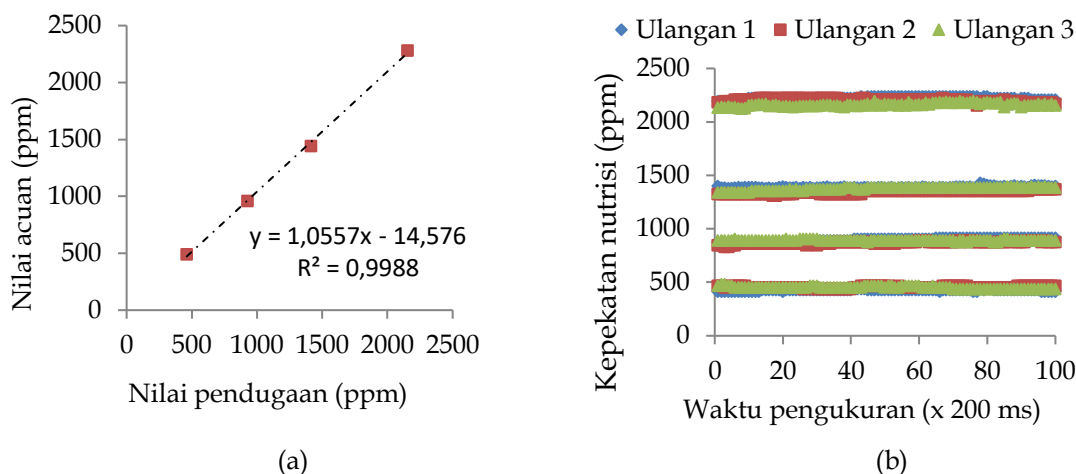 2500
2000
1500
1000
500
0
Nilai acuan (ppm)
y = 1,0557x - 14,576
R² = 0,9988
0 500 1000 1500 2000 2500
Nilai pendugaan (ppm)
(a)
Ulangan 1 Ulangan 2 Ulangan 3
2500
2000
1500
1000
500
0
Kepekatan nutrisi (ppm)
0 20 40 60 80 100
Waktu pengukuran (x 200 ms)
(b)